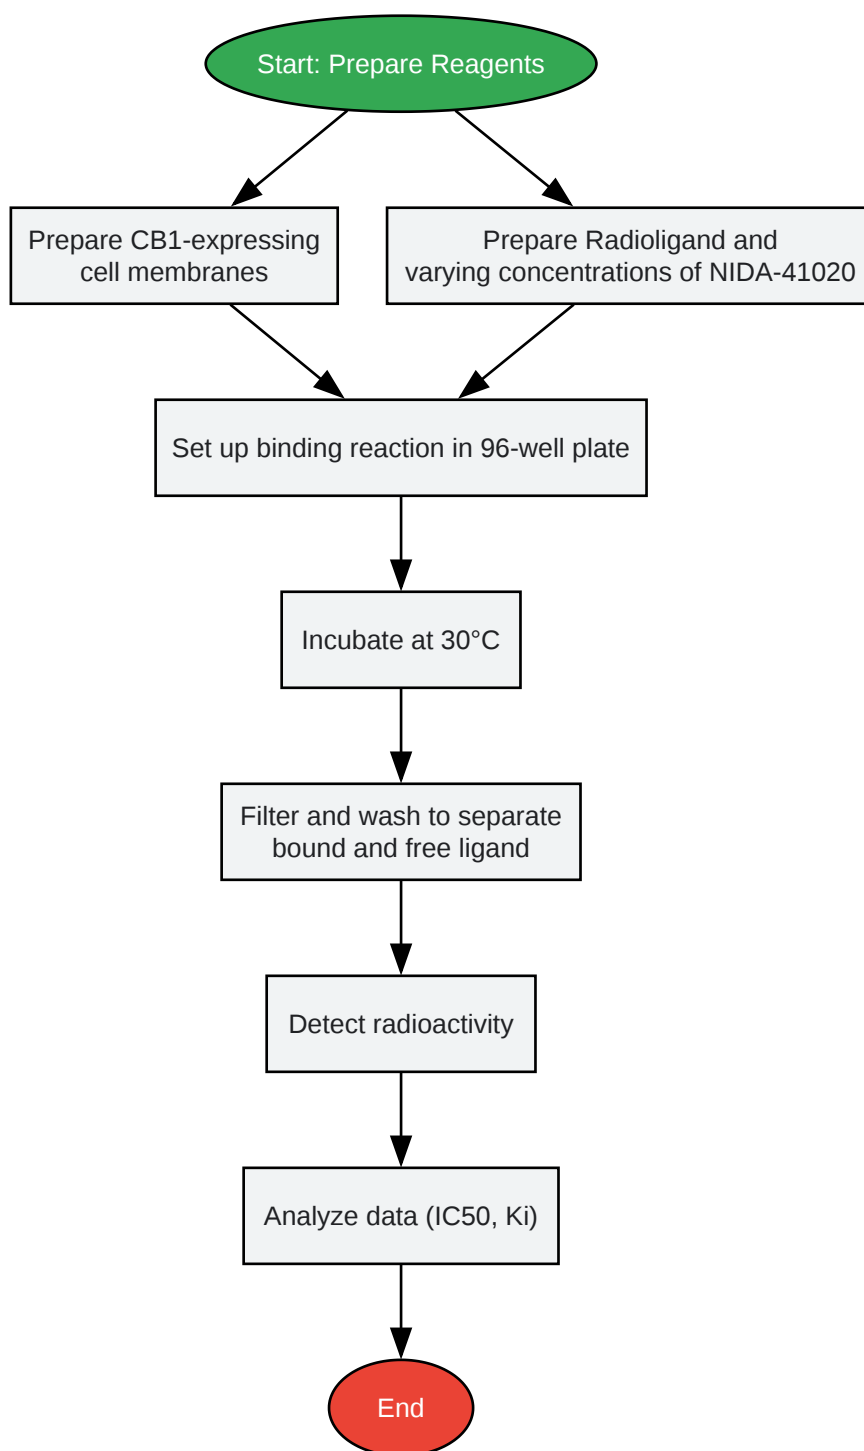 Start: Prepare Reagents
Prepare CB1-expressing
cell membranes
Prepare Radioligand and
varying concentrations of NIDA-41020
Set up binding reaction in 96-well plate
Incubate at 30°C
Filter and wash to separate
bound and free ligand
Detect radioactivity
Analyze data (IC50, Ki)
End